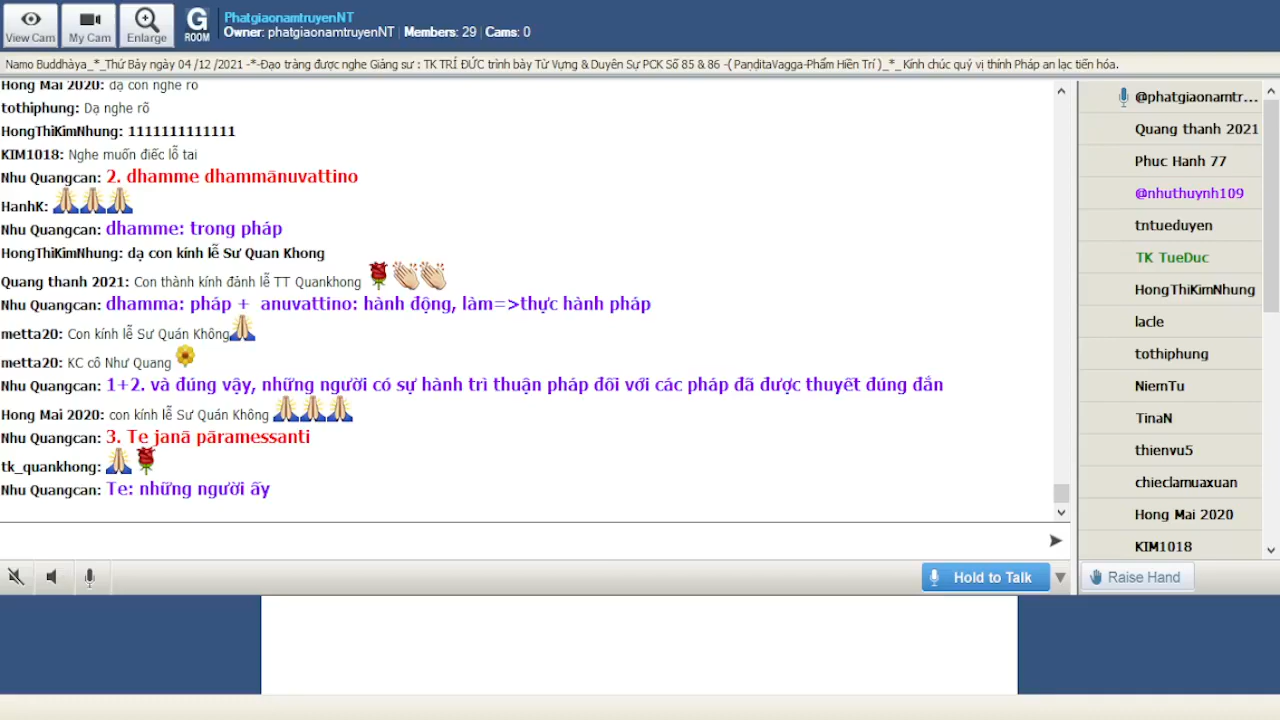 View Cam
My Cam
Enlarge
G
ROOM
PhatgiaonamtruyenNT
Owner: phatgiaonamtruyenNT | Members: 29 | Cams: 0
Namo Buddhàya_*_Thứ Bảy ngày 04 /12 /2021 -*-Đạo tràng được nghe Giảng sư : TK TRÍ ĐỨC trình bày Từ Vựng & Duyên Sự PCK Số 85 & 86 -( PaṇḍitaVagga-Phẩm Hiền Trí )_*_ Kính chúc quý vị thính Pháp an lạc tiến hóa.
Hong Mai 2020: dạ con nghe rõ
tothiphung: Dạ nghe rõ
HongThiKimNhung: 1111111111111
KIM1018: Nghe muốn điếc lỗ tai
Nhu Quangcan: 2. dhamme dhammānuvattino
HanhK:
Nhu Quangcan: dhamme: trong pháp
HongThiKimNhung: dạ con kính lễ Sư Quan Khong
Quang thanh 2021: Con thành kính đảnh lễ TT Quankhong
Nhu Quangcan: dhamma: pháp + anuvattino: hành động, làm=>thực hành pháp
metta20: Con kính lễ Sư Quán Không
metta20: KC cô Như Quang
Nhu Quangcan: 1+2. và đúng vậy, những người có sự hành trì thuận pháp đối với các pháp đã được thuyết đúng đắn
Hong Mai 2020: con kính lễ Sư Quán Không
Nhu Quangcan: 3. Te janā pāramessanti
tk_quankhong:
Nhu Quangcan: Te: những người ấy
@phatgiaonamtr...
Quang thanh 2021
Phuc Hanh 77
@nhuthuynh109
tntueduyen
TK TueDuc
HongThiKimNhung
lacle
tothiphung
NiemTu
TinaN
thienvu5
chieclamuaxuan
Hong Mai 2020
KIM1018
Hold to Talk
Raise Hand